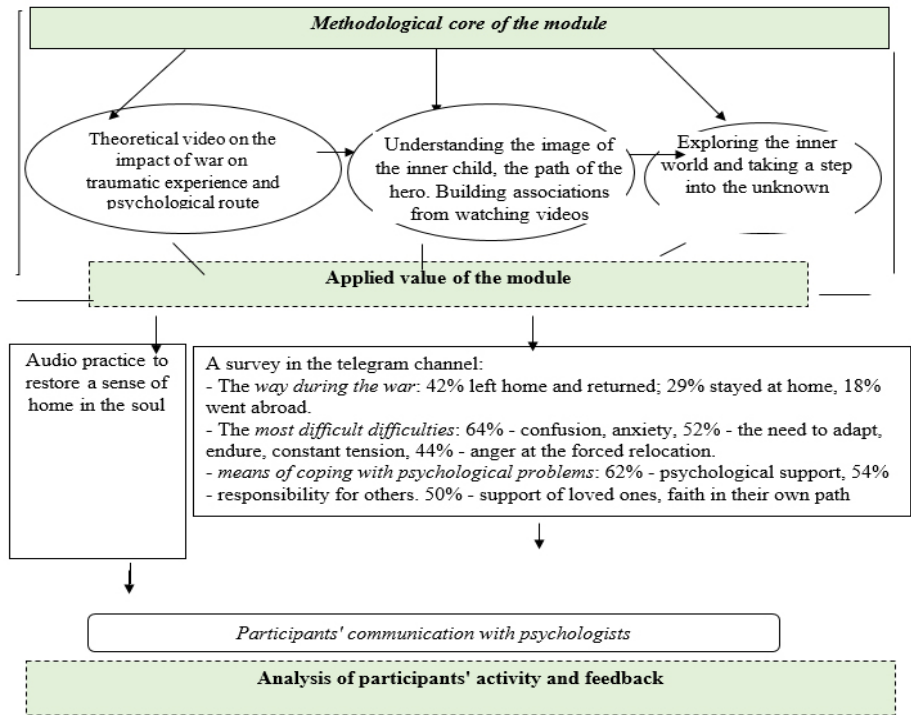 Methodological core of the module
Theoretical video on the
impact of war on
traumatic experience and
psychological route
Understanding the image of
the inner child, the path of the
hero. Building associations
from watching videos
Exploring the inner
world and taking a step
into the unknown
Applied value of the module
Audio practice to
restore a sense of
home in the soul
A survey in the telegram channel:
- The way during the war: 42% left home and returned; 29% stayed at home, 18%
went abroad.
- The most difficult difficulties: 64% - confusion, anxiety, 52% - the need to adapt,
endure, constant tension, 44% - anger at the forced relocation.
- means of coping with psychological problems: 62% - psychological support, 54%
- responsibility for others. 50% - support of loved ones, faith in their own path
Participants' communication with psychologists
Analysis of participants' activity and feedback